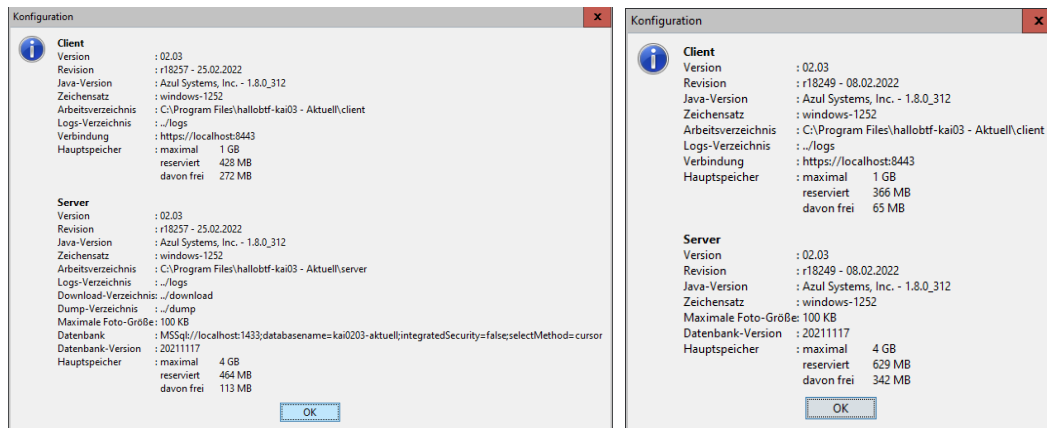 Konfiguration
x
Client
Version : 02.03
Revision : r18257 - 25.02.2022
Java-Version : Azul Systems, Inc. - 1.8.0_312
Zeichensatz : windows-1252
Arbeitsverzeichnis : C:\Program Files\hallobtf-kai03 - Aktuell\client
Logs-Verzeichnis : ../logs
Verbindung : https://localhost:8443
Hauptspeicher : maximal 1 GB
reserviert 428 MB
davon frei 272 MB
Server
Version : 02.03
Revision : r18257 - 25.02.2022
Java-Version : Azul Systems, Inc. - 1.8.0_312
Zeichensatz : windows-1252
Arbeitsverzeichnis : C:\Program Files\hallobtf-kai03 - Aktuell\server
Logs-Verzeichnis : ../logs
Download-Verzeichnis: ../download
Dump-Verzeichnis : ../dump
Maximale Foto-Größe : 100 KB
Datenbank : MSSql://localhost:1433;databasename=kai0203-aktuell;integratedSecurity=false;selectMethod=cursor
Datenbank-Version : 20211117
Hauptspeicher : maximal 4 GB
reserviert 464 MB
davon frei 113 MB
OK
Konfiguration
x
Client
Version : 02.03
Revision : r18249 - 08.02.2022
Java-Version : Azul Systems, Inc. - 1.8.0_312
Zeichensatz : windows-1252
Arbeitsverzeichnis : C:\Program Files\hallobtf-kai03 - Aktuell\client
Logs-Verzeichnis : ../logs
Verbindung : https://localhost:8443
Hauptspeicher : maximal 1 GB
reserviert 366 MB
davon frei 65 MB
Server
Version : 02.03
Revision : r18249 - 08.02.2022
Java-Version : Azul Systems, Inc. - 1.8.0_312
Zeichensatz : windows-1252
Maximale Foto-Größe: 100 KB
Datenbank-Version : 20211117
Hauptspeicher : maximal 4 GB
reserviert 629 MB
davon frei 342 MB
OK